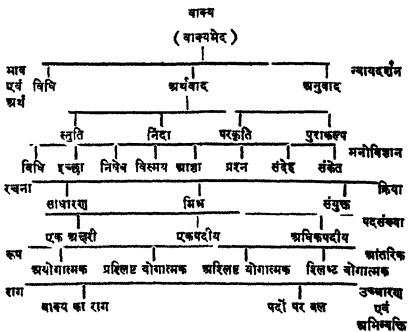 वाक्य
( वाक्यभेद )
भाव एवं अर्थ विधि अर्थवाद अनुवाद न्यायदर्शन
स्तुति निंदा परकृति पुराकल्प
मनोविज्ञान
विधि इच्छा निषेध विस्मय आज्ञा प्रश्न संदेह संकेत
रचना क्रिया
साधारण मिश्र संयुक्त
पदसंख्या
एक अक्षरी एकपदीय अधिकपदीय
रूप आंतरिक
अयोगात्मक प्रश्लिष्ट योगात्मक अश्लिष्ट योगात्मक श्लिष्ट योगात्मक
राग उच्चारण एवं अभिव्यक्ति
वाक्य का राग पदों पर बल